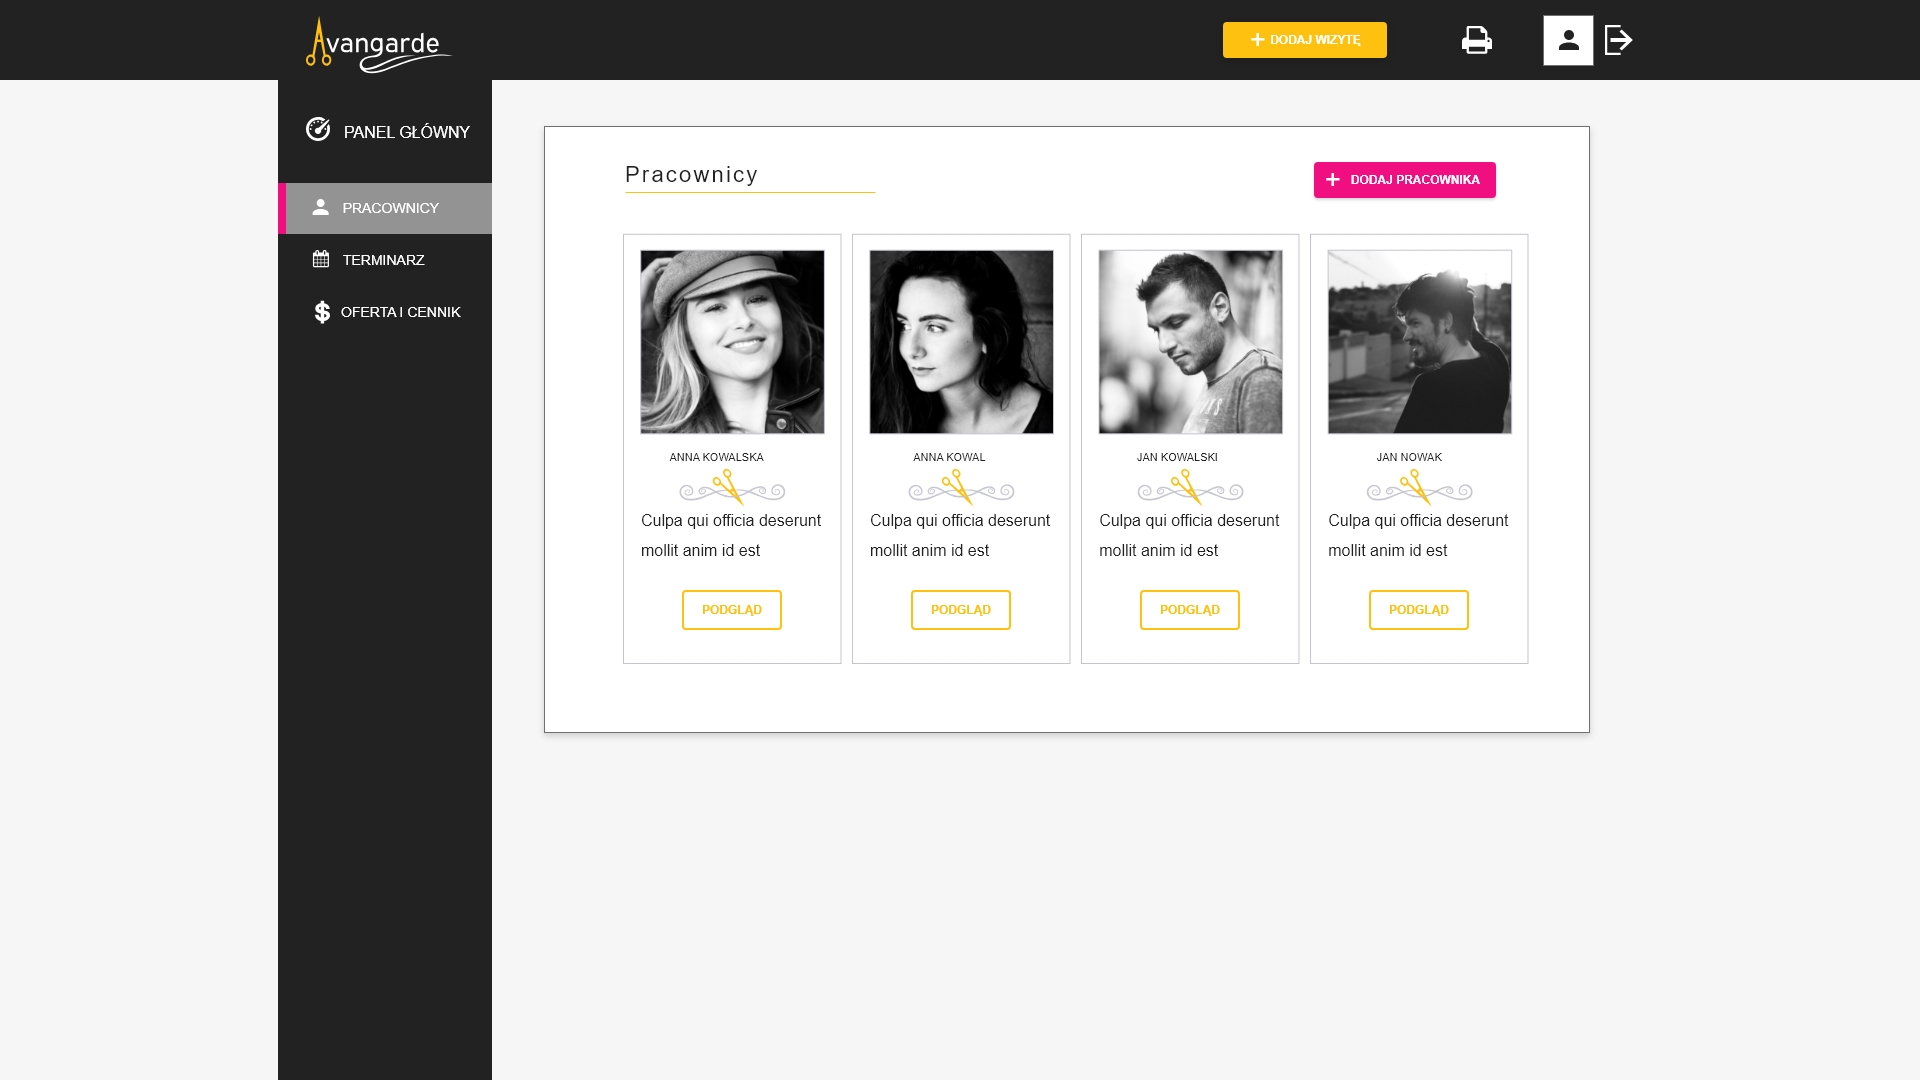 Avangarde
DODAJ WIZYTĘ
PANEL GŁÓWNY
PRACOWNICY
TERMINARZ
OFERTA I CENNIK
Pracownicy
DODAJ PRACOWNIKA
ANNA KOWALSKA
Culpa qui officia deserunt
mollit anim id est
PODGLĄD
ANNA KOWAL
Culpa qui officia deserunt
mollit anim id est
PODGLĄD
JAN KOWALSKI
Culpa qui officia deserunt
mollit anim id est
PODGLĄD
JAN NOWAK
Culpa qui officia deserunt
mollit anim id est
PODGLĄD